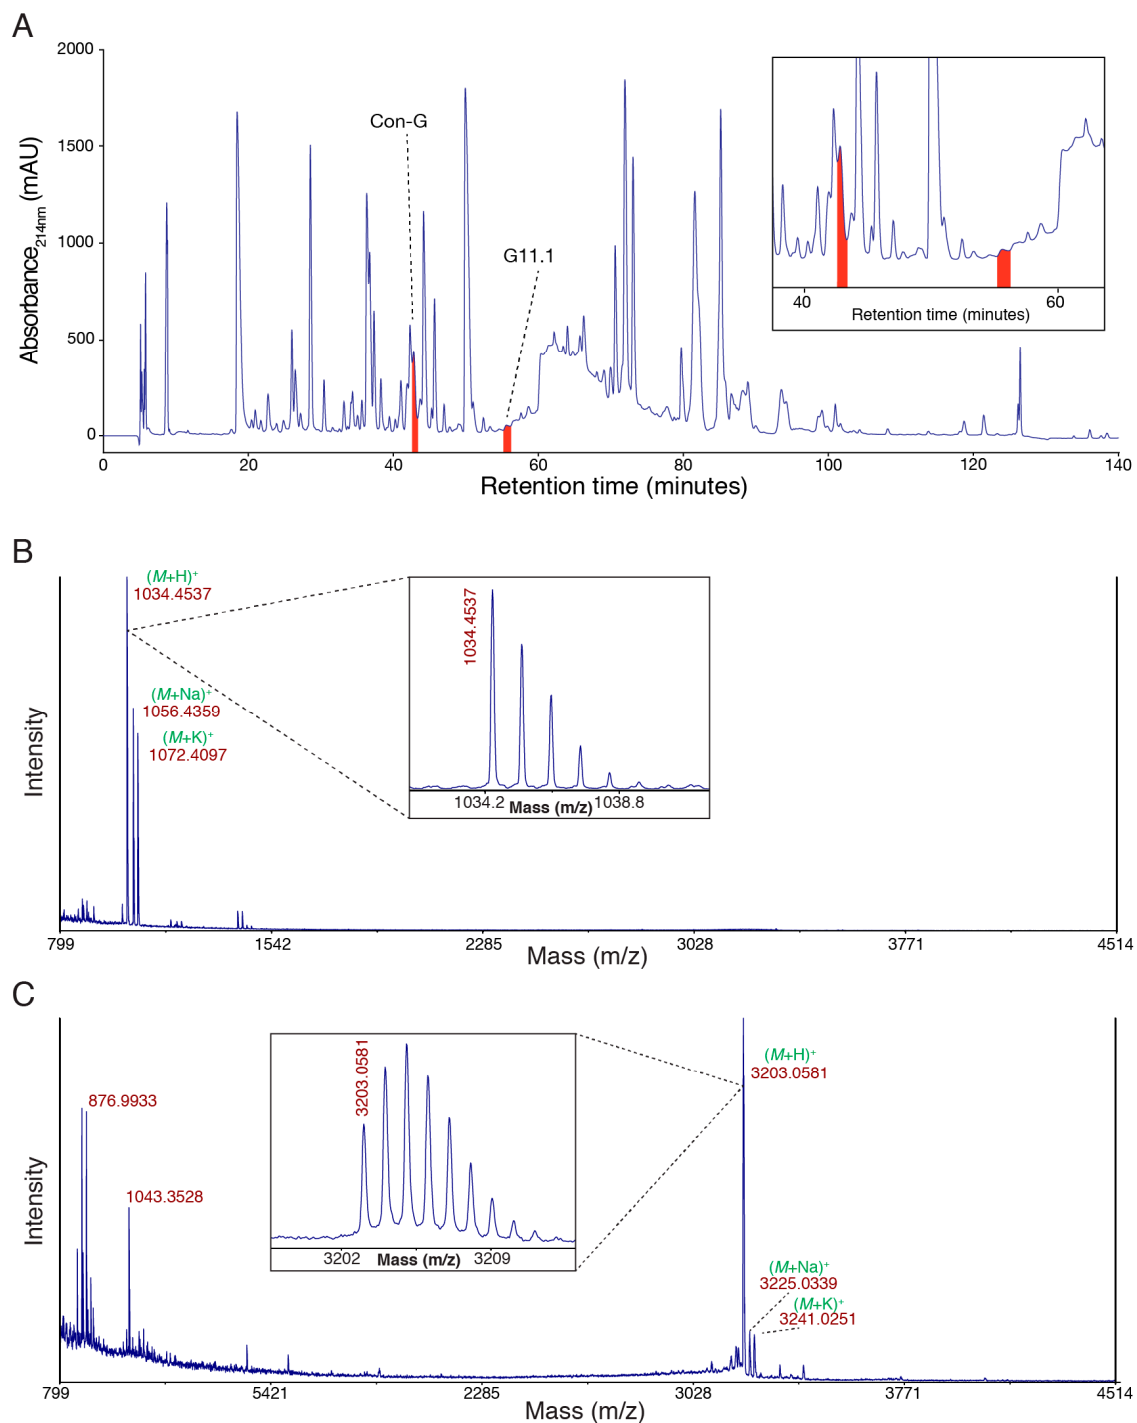 A
2000
1500
1000
500
0
Absorbance214nm (mAU)
Con-G
G11.1
0 20 40 60 80 100 120 140
Retention time (minutes)
40 60
Retention time (minutes)
B
(M+H)+
1034.4537
(M+Na)+
1056.4359
(M+K)+
1072.4097
1034.4537
1034.2 Mass (m/z) 1038.8
Intensity
799 1542 2285 3028 3771 4514
Mass (m/z)
C
876.9933
1043.3528
3203.0581
3202 Mass (m/z) 3209
(M+H)+
3203.0581
(M+Na)+
3225.0339
(M+K)+
3241.0251
Intensity
799 5421 2285 3028 3771 4514
Mass (m/z)